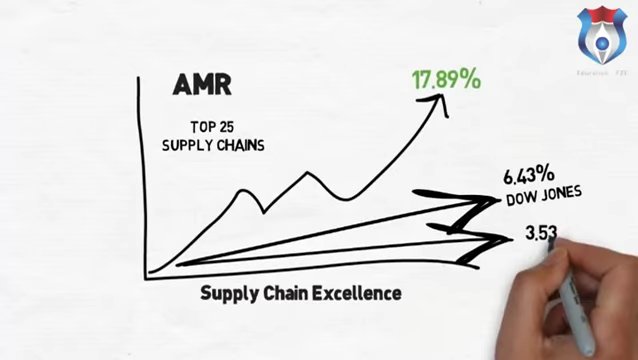 AMR
17.89%
TOP 25
SUPPLY CHAINS
6.43%
DOW JONES
3.53
Supply Chain Excellence